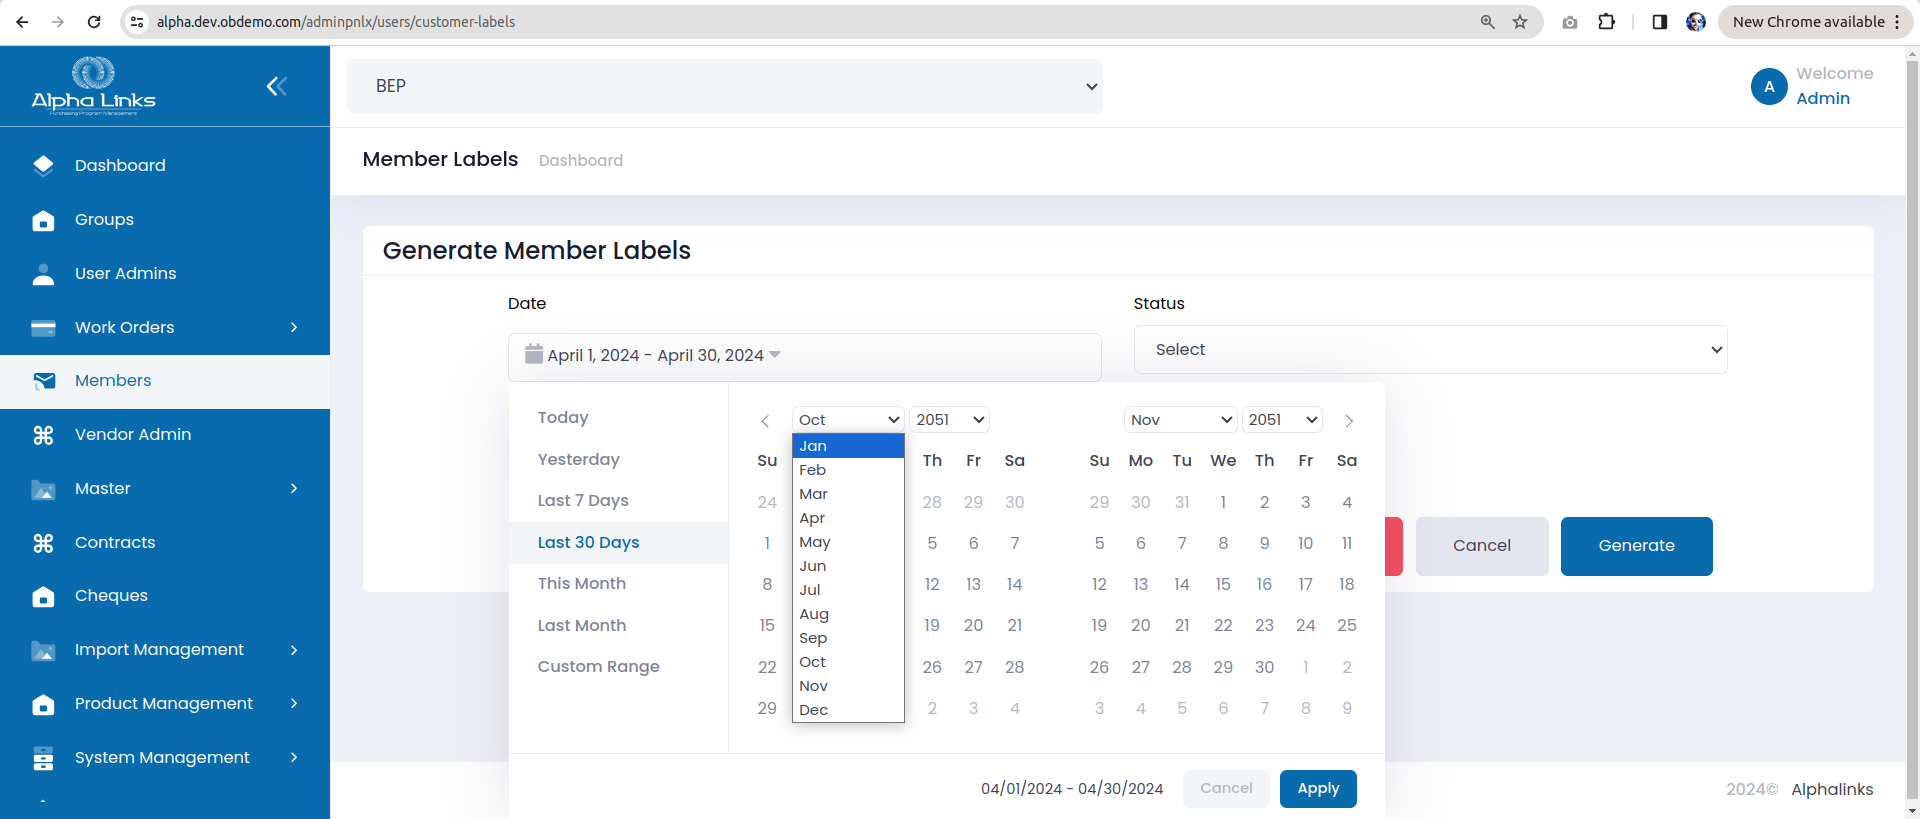 alpha.dev.obdemo.com/adminpnlx/users/customer-labels
New Chrome available
Alpha Links
Purchasing Program Management
BEP
A
Welcome
Admin
Member Labels
Dashboard
Dashboard
Groups
User Admins
Work Orders
Members
Vendor Admin
Master
Contracts
Cheques
Import Management
Product Management
System Management
Generate Member Labels
Date
Status
April 1, 2024 - April 30, 2024
Select
Today
Yesterday
Last 7 Days
Last 30 Days
This Month
Last Month
Custom Range
Oct 2051
Jan
Feb
Mar
Apr
May
Jun
Jul
Aug
Sep
Oct
Nov
Dec
Su Th Fr Sa
24 28 29 30
1 5 6 7
8 12 13 14
15 19 20 21
22 26 27 28
29 2 3 4
Nov 2051
Su Mo Tu We Th Fr Sa
29 30 31 1 2 3 4
5 6 7 8 9 10 11
12 13 14 15 16 17 18
19 20 21 22 23 24 25
26 27 28 29 30 1 2
3 4 5 6 7 8 9
Cancel
Generate
04/01/2024 - 04/30/2024
Cancel
Apply
2024© Alphalinks